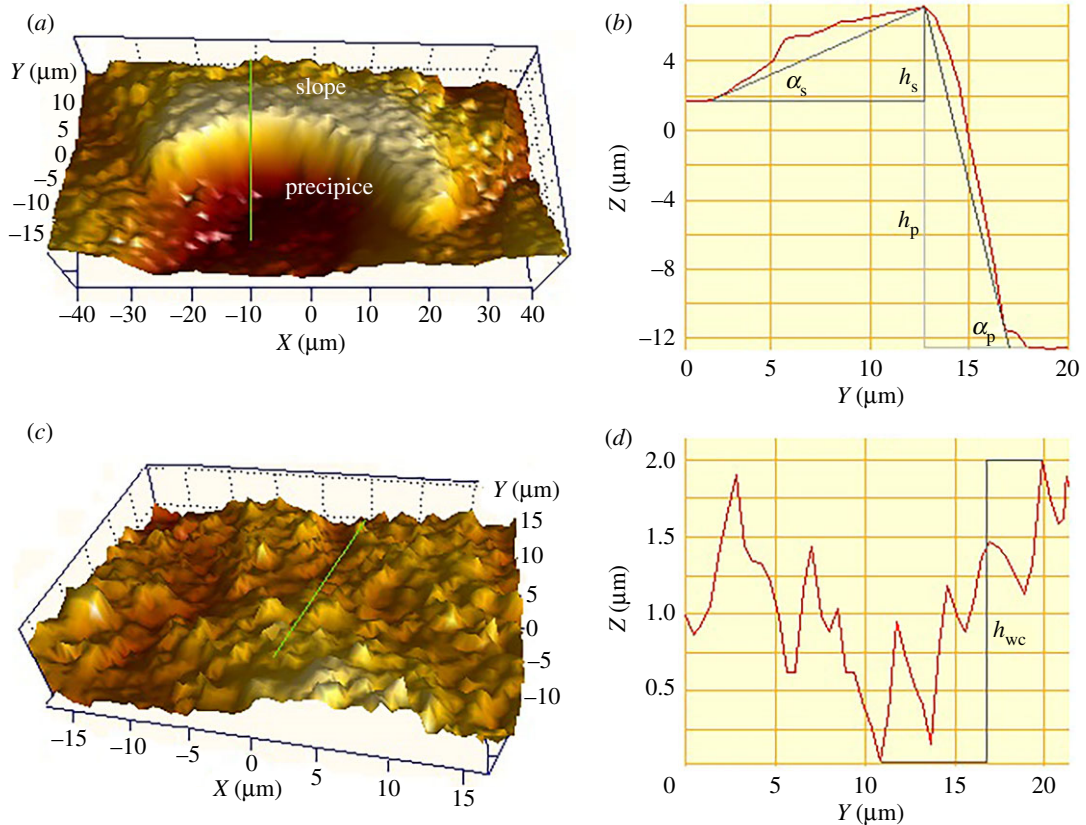 (a)
Y (µm)
10
5
0
–5
–10
–15
slope
precipice
–40 –30 –20 –10 0 10 20 30 40
X (µm)
(b)
4
0
–4
–8
–12
Z (µm)
αs
hs
hp
αp
0 5 10 15 20
Y (µm)
(c)
Y (µm)
15
10
5
0
–5
–10
–15 –10 –5 0 5 10 15
X (µm)
(d)
2.0
1.5
1.0
0.5
0
Z (µm)
hwc
0 5 10 15 20
Y (µm)